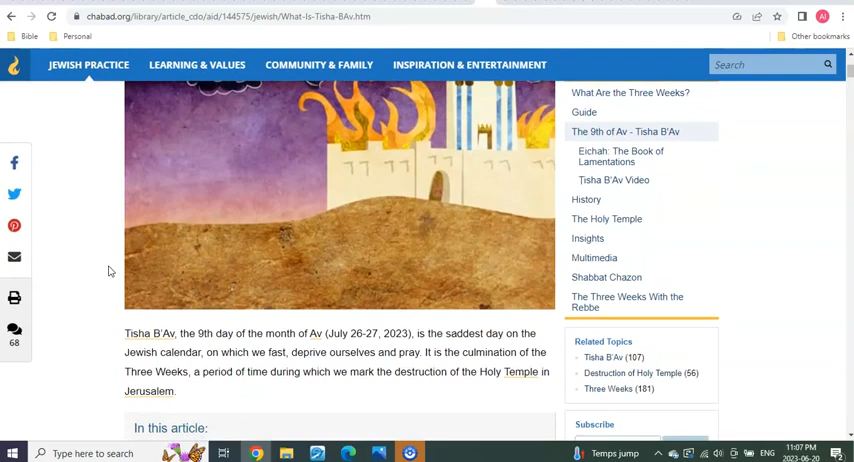 chabad.org/library/article_cdo/aid/144575/jewish/What-Is-Tisha-BAv.htm
AI
Bible
Personal
Other bookmarks
JEWISH PRACTICE
LEARNING & VALUES
COMMUNITY & FAMILY
INSPIRATION & ENTERTAINMENT
Search
What Are the Three Weeks?
Guide
The 9th of Av - Tisha B'Av
Eichah: The Book of
Lamentations
Tisha B'Av Video
History
The Holy Temple
Insights
Multimedia
Shabbat Chazon
The Three Weeks With the
Rebbe
68
Tisha B'Av, the 9th day of the month of Av (July 26-27, 2023), is the saddest day on the
Jewish calendar, on which we fast, deprive ourselves and pray. It is the culmination of the
Three Weeks, a period of time during which we mark the destruction of the Holy Temple in
Jerusalem.
In this article:
Related Topics
Tisha B'Av (107)
Destruction of Holy Temple (56)
Three Weeks (181)
Subscribe
Type here to search
Temps jump
ENG
11:07 PM
2023-06-20
2